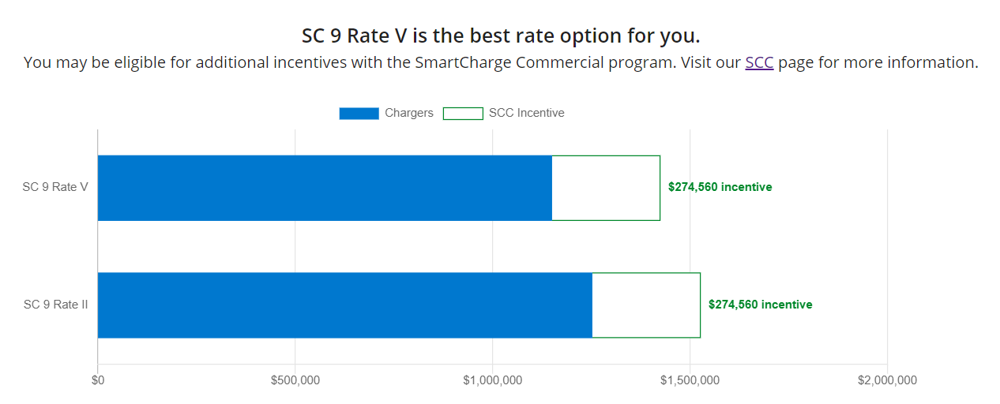 SC 9 Rate V is the best rate option for you.
You may be eligible for additional incentives with the SmartCharge Commercial program. Visit our SCC page for more information.
Chargers SCC Incentive
SC 9 Rate V $274,560 incentive
SC 9 Rate II $274,560 incentive
$0 $500,000 $1,000,000 $1,500,000 $2,000,000